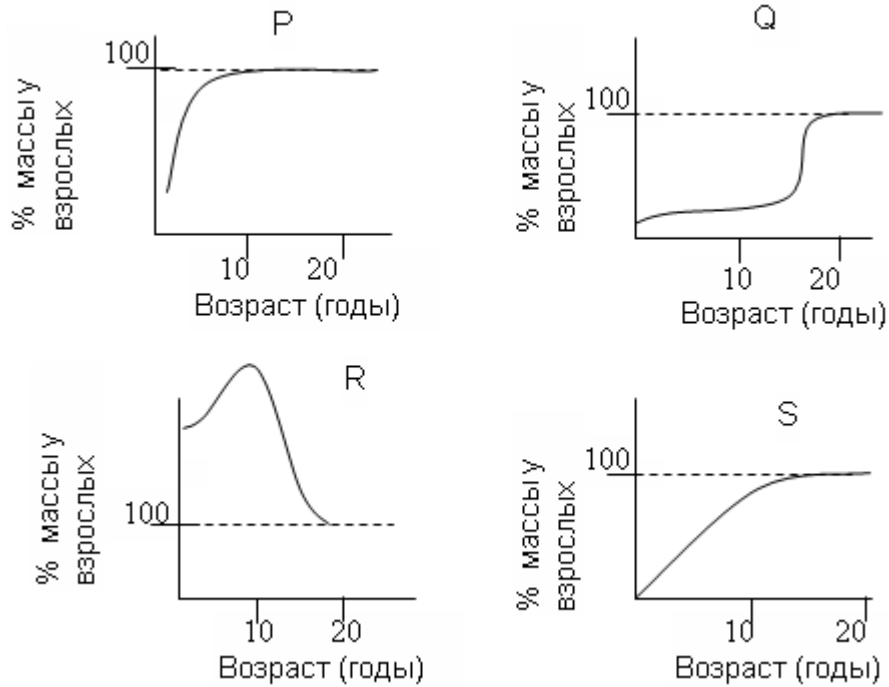 P
100
% массы у
взрослых
10
20
Возраст (годы)
Q
100
% массы у
взрослых
10
20
Возраст (годы)
R
100
% массы у
взрослых
10
20
Возраст (годы)
S
100
% массы у
взрослых
10
20
Возраст (годы)